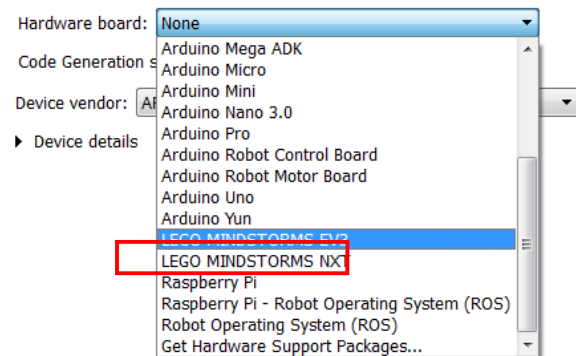 Hardware board: None
Arduino Mega ADK
Code Generation s
Arduino Micro
Arduino Mini
Device vendor: A
Arduino Nano 3.0
Arduino Pro
Device details
Arduino Robot Control Board
Arduino Robot Motor Board
Arduino Uno
Arduino Yun
LEGO MINDSTORMS EV3
LEGO MINDSTORMS NXT
Raspberry Pi
Raspberry Pi - Robot Operating System (ROS)
Robot Operating System (ROS)
Get Hardware Support Packages...